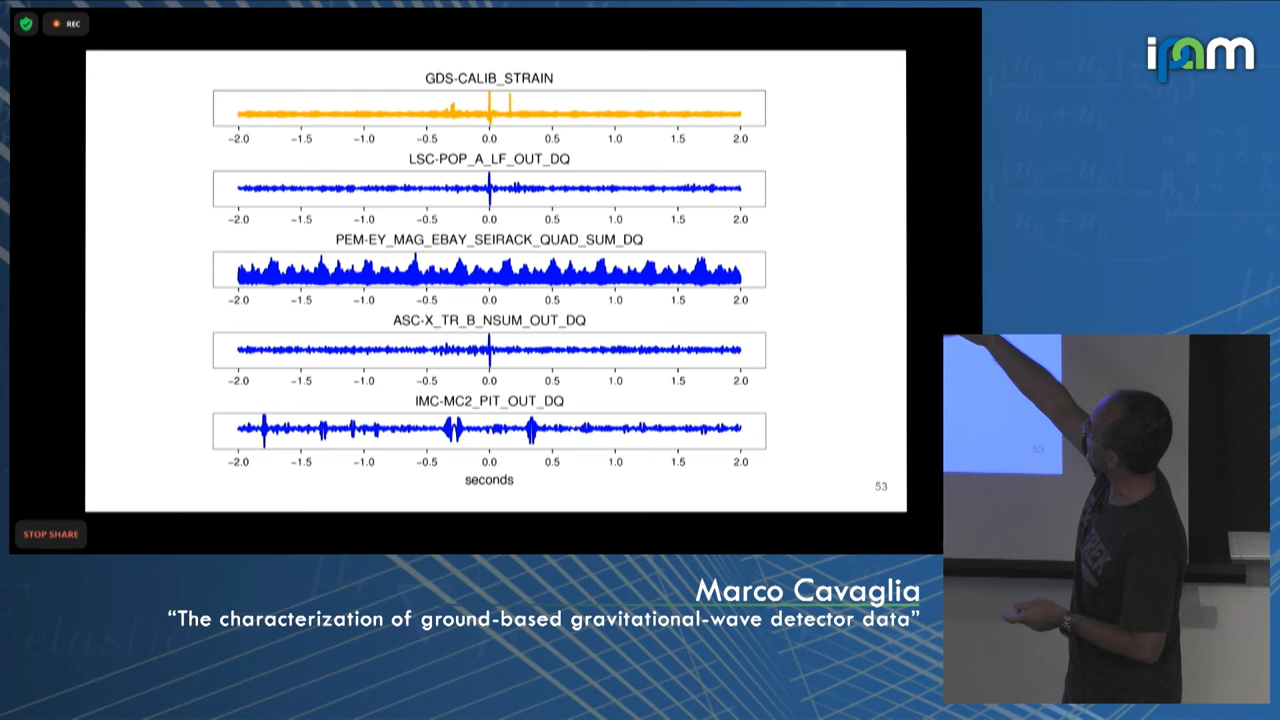 REC
ipam
GDS-CALIB_STRAIN
−2.0 −1.5 −1.0 −0.5 0.0 0.5 1.0 1.5 2.0
LSC-POP_A_LF_OUT_DQ
−2.0 −1.5 −1.0 −0.5 0.0 0.5 1.0 1.5 2.0
PEM-EY_MAG_EBAY_SEIRACK_QUAD_SUM_DQ
−2.0 −1.5 −1.0 −0.5 0.0 0.5 1.0 1.5 2.0
ASC-X_TR_B_NSUM_OUT_DQ
−2.0 −1.5 −1.0 −0.5 0.0 0.5 1.0 1.5 2.0
IMC-MC2_PIT_OUT_DQ
−2.0 −1.5 −1.0 −0.5 0.0 0.5 1.0 1.5 2.0
seconds
53
STOP SHARE
53
Marco Cavaglia
“The characterization of ground-based gravitational-wave detector data”
elastic